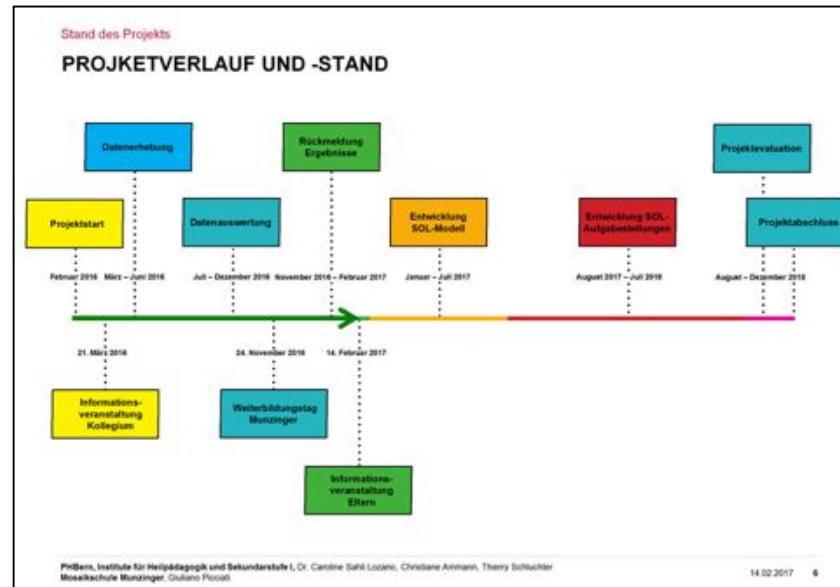 Stand des Projekts
PROJKETVERLAUF UND -STAND
Datenerhebung
Rückmeldung
Ergebnisse
Projektevaluation
Projektstart
Datenauswertung
Entwicklung
SOL-Modell
Entwicklung SOL-
Aufgabestellungen
Projektabschluss
Februar 2016
März – Juni 2016
Juli – Dezember 2016
November 2016 – Februar 2017
Januar – Juli 2017
August 2017 – Juli 2018
August – Dezember 2018
21. März 2016
24. November 2016
14. Februar 2017
Informations-
veranstaltung
Kollegium
Weiterbildungstag
Munzinger
Informations-
veranstaltung
Eltern
PHBern, Institute für Heilpädagogik und Sekundarstufe I, Dr. Caroline Sahli Lozano, Christiane Ammann, Thierry Schluchter
Mosaikschule Munzinger, Giuliano Picciati
14.02.2017 6